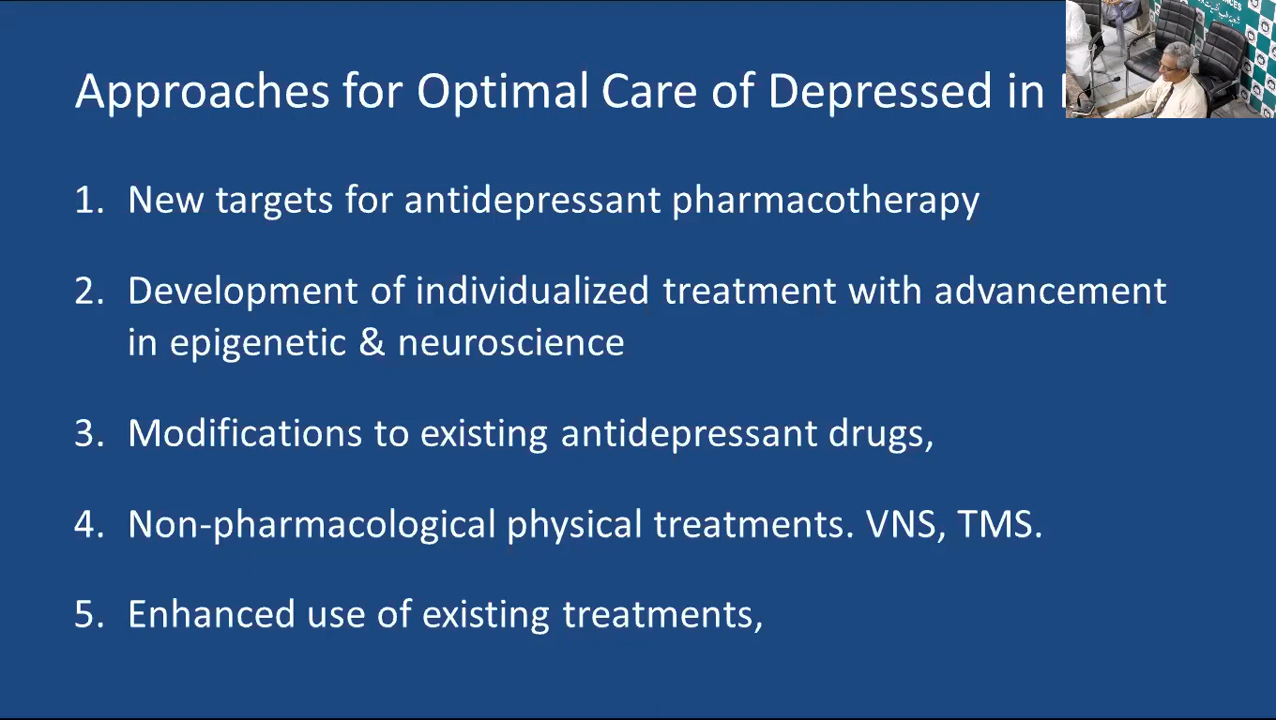 Approaches for Optimal Care of Depressed in
1. New targets for antidepressant pharmacotherapy
2. Development of individualized treatment with advancement
in epigenetic & neuroscience
3. Modifications to existing antidepressant drugs,
4. Non-pharmacological physical treatments. VNS, TMS.
5. Enhanced use of existing treatments,